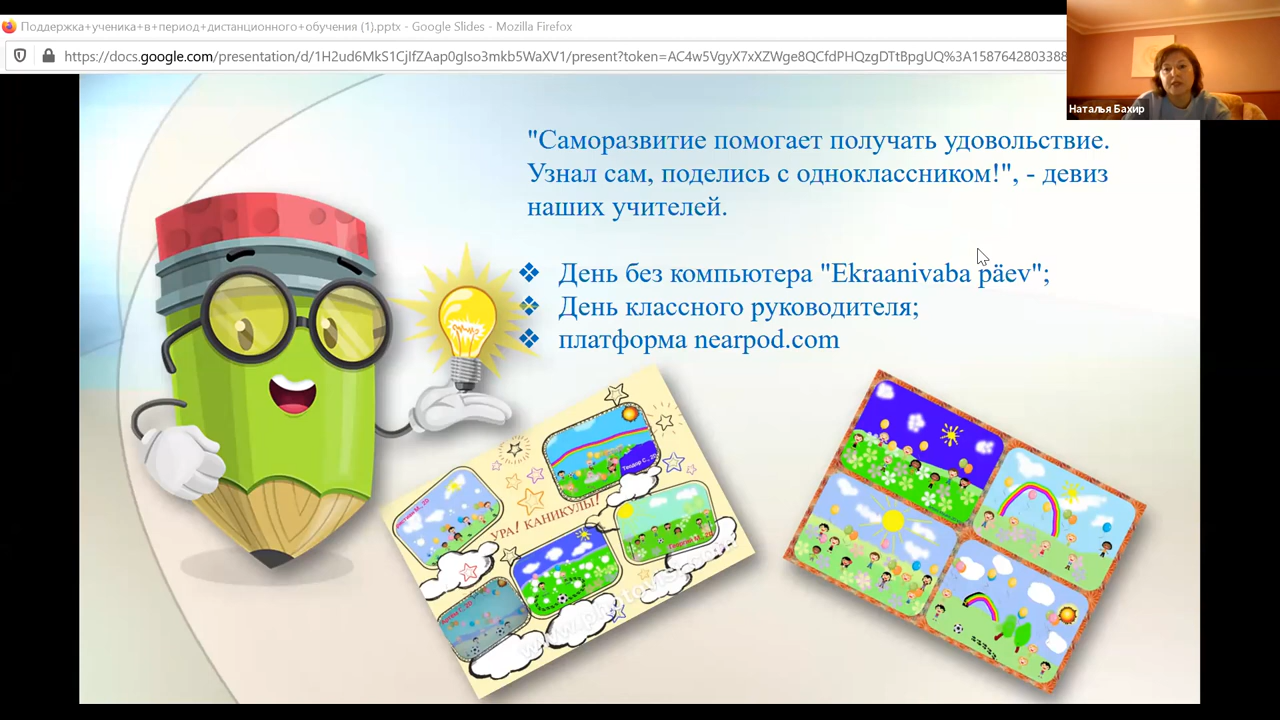 Поддержка+ученика+в+период+дистанционного+обучения (1).pptx - Google Slides - Mozilla Firefox
https://docs.google.com/presentation/d/1H2ud6MkS1CjIfZAap0gIso3mkb5WaXV1/present?token=AC4w5VgyX7xXZWge8QCfdPHQzgDTtBpgUQ%3A1587642803388
Наталья Бахир
"Саморазвитие помогает получать удовольствие.
Узнал сам, поделись с одноклассником!", - девиз
наших учителей.
День без компьютера "Ekraanivaba päev";
День классного руководителя;
платформа nearpod.com
Теодор С., 2D
УРА! КАНИКУЛЫ!